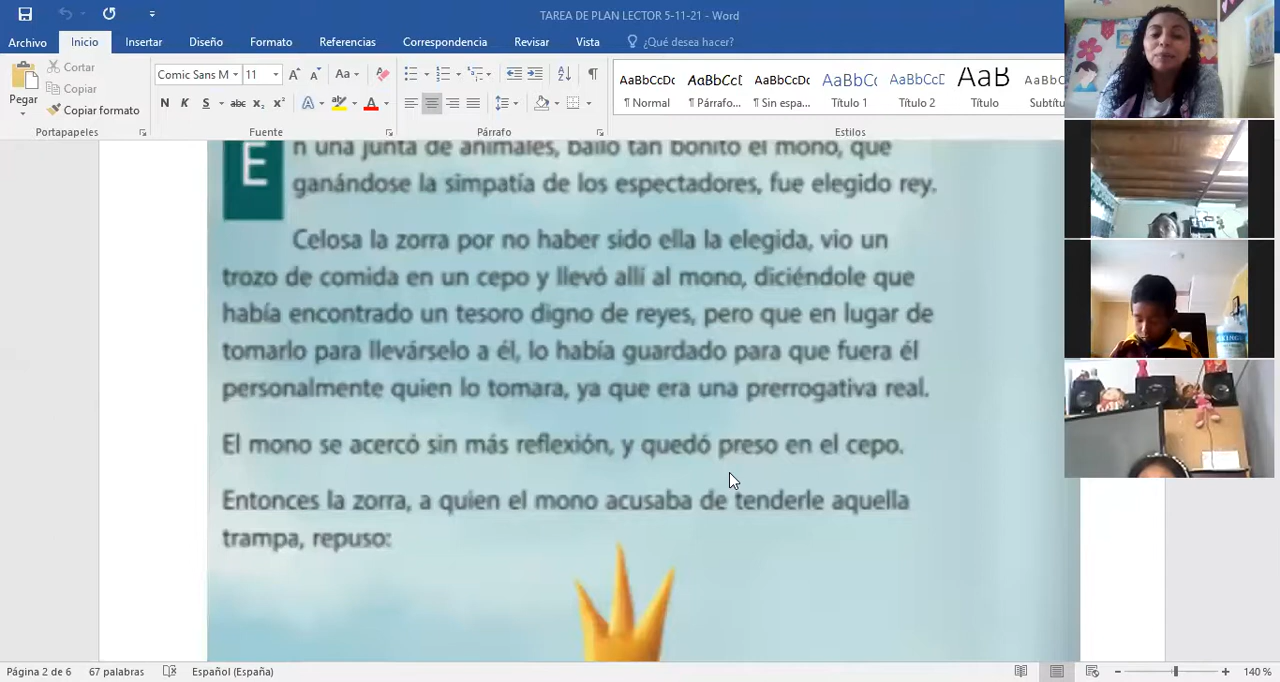 TAREA DE PLAN LECTOR 5-11-21 - Word
Archivo Inicio Insertar Diseño Formato Referencias Correspondencia Revisar Vista ¿Qué desea hacer?
Pegar
Cortar
Copiar
Copiar formato
Comic Sans M 11
N K S abc x₂ x²
AaBbCcDc AaBbCcL AaBbCcDc AaBbC AaBbCcC AaB AaBbC
¶ Normal ¶ Párrafo... ¶ Sin espa... Título 1 Título 2 Título Subtítu
Portapapeles Fuente Párrafo Estilos
En una junta de animales, bailó tan bonito el mono, que
ganándose la simpatía de los espectadores, fue elegido rey.
Celosa la zorra por no haber sido ella la elegida, vio un
trozo de comida en un cepo y llevó allí al mono, diciéndole que
había encontrado un tesoro digno de reyes, pero que en lugar de
tomarlo para llevárselo a él, lo había guardado para que fuera él
personalmente quien lo tomara, ya que era una prerrogativa real.
El mono se acercó sin más reflexión, y quedó preso en el cepo.
Entonces la zorra, a quien el mono acusaba de tenderle aquella
trampa, repuso:
Página 2 de 6 67 palabras Español (España) 140 %